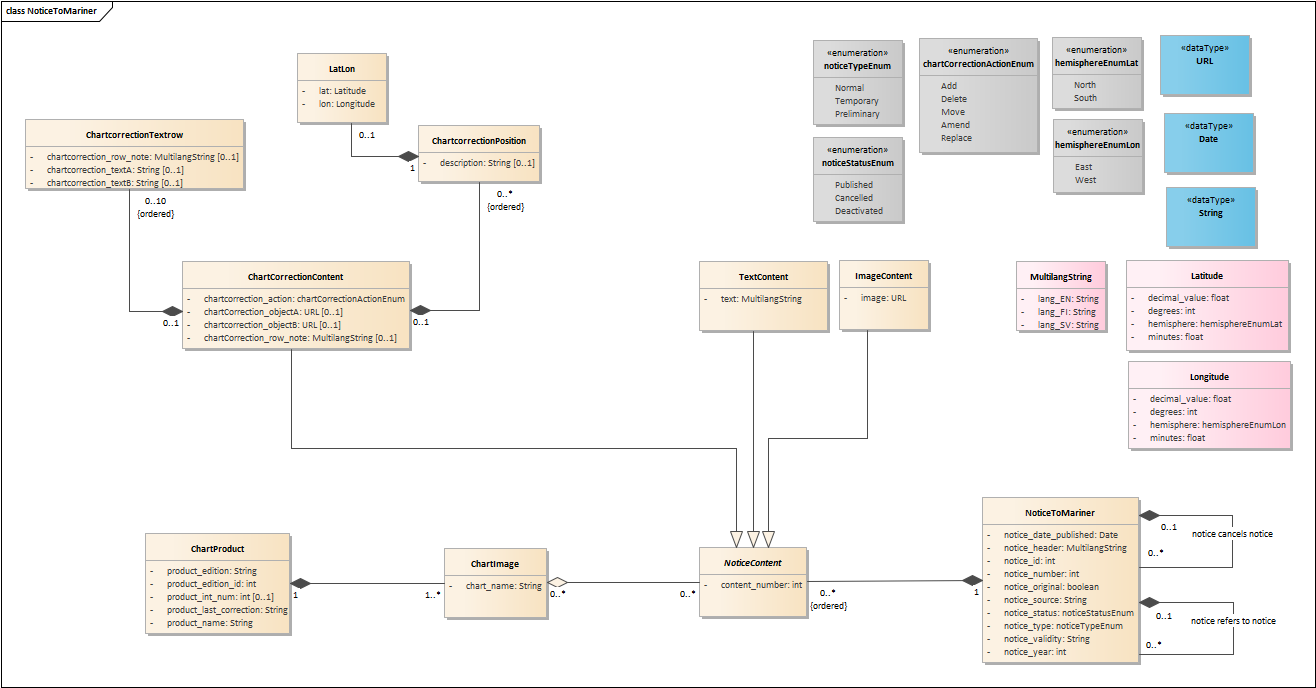 class NoticeToMariner
LatLon
- lat: Latitude
- lon: Longitude
0..1
ChartcorrectionTextrow
- chartcorrection_row_note: MultilangString [0..1]
- chartcorrection_textA: String [0..1]
- chartcorrection_textB: String [0..1]
0..10
{ordered}
ChartcorrectionPosition
- description: String [0..1]
1
0..*
{ordered}
«enumeration»
noticeTypeEnum
Normal
Temporary
Preliminary
«enumeration»
chartCorrectionActionEnum
Add
Delete
Move
Amend
Replace
«enumeration»
hemisphereEnumLat
North
South
«dataType»
URL
«enumeration»
noticeStatusEnum
Published
Cancelled
Deactivated
«enumeration»
hemisphereEnumLon
East
West
«dataType»
Date
«dataType»
String
ChartCorrectionContent
- chartcorrection_action: chartCorrectionActionEnum
- chartCorrection_objectA: URL [0..1]
- chartcorrection_objectB: URL [0..1]
- chartCorrection_row_note: MultilangString [0..1]
0..1
0..1
TextContent
- text: MultilangString
ImageContent
- image: URL
MultilangString
- lang_EN: String
- lang_FI: String
- lang_SV: String
Latitude
- decimal_value: float
- degrees: int
- hemisphere: hemisphereEnumLat
- minutes: float
Longitude
- decimal_value: float
- degrees: int
- hemisphere: hemisphereEnumLon
- minutes: float
ChartProduct
- product_edition: String
- product_edition_id: int
- product_int_num: int [0..1]
- product_last_correction: String
- product_name: String
1
1..*
ChartImage
- chart_name: String
0..*
0..*
NoticeContent
- content_number: int
0..*
{ordered}
1
NoticeToMariner
- notice_date_published: Date
- notice_header: MultilangString
- notice_id: int
- notice_number: int
- notice_original: boolean
- notice_source: String
- notice_status: noticeStatusEnum
- notice_type: noticeTypeEnum
- notice_validity: String
- notice_year: int
0..1
notice cancels notice
0..*
0..1
notice refers to notice
0..*